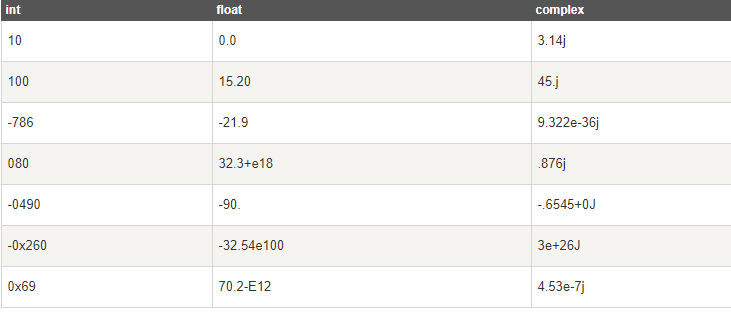 int float complex
10 0.0 3.14j
100 15.20 45.j
-786 -21.9 9.322e-36j
080 32.3+e18 .876j
-0490 -90. -.6545+0J
-0x260 -32.54e100 3e+26J
0x69 70.2-E12 4.53e-7j